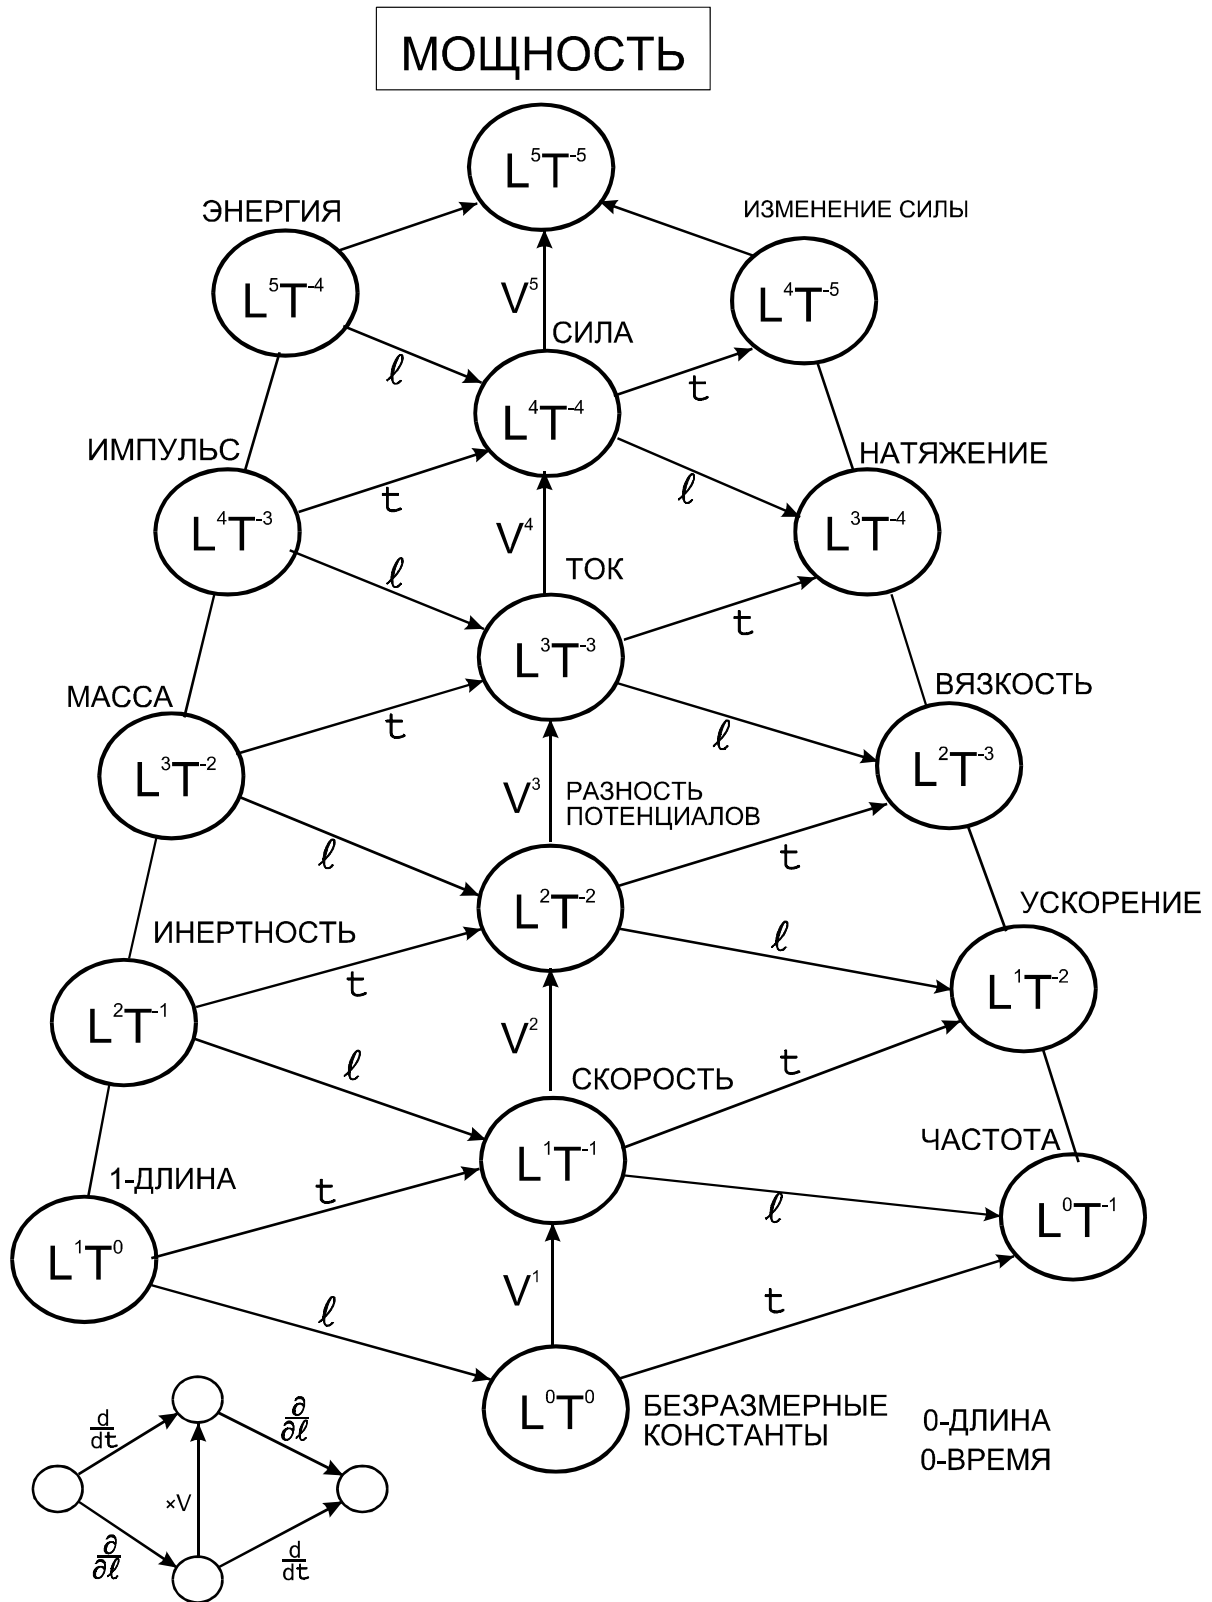 МОЩНОСТЬ
L⁵T⁻⁵
ЭНЕРГИЯ
ИЗМЕНЕНИЕ СИЛЫ
L⁵T⁻⁴
V⁵
L⁴T⁻⁵
СИЛА
ℓ
t
L⁴T⁻⁴
ИМПУЛЬС
НАТЯЖЕНИЕ
t
ℓ
L⁴T⁻³
V⁴
L³T⁻⁴
ℓ
ТОК
t
L³T⁻³
МАССА
ВЯЗКОСТЬ
t
ℓ
L³T⁻²
L²T⁻³
V³
РАЗНОСТЬ
ПОТЕНЦИАЛОВ
ℓ
t
L²T⁻²
УСКОРЕНИЕ
ИНЕРТНОСТЬ
ℓ
t
L¹T⁻²
L²T⁻¹
V²
ℓ
t
СКОРОСТЬ
ЧАСТОТА
L¹T⁻¹
1-ДЛИНА
t
ℓ
L⁰T⁻¹
L¹T⁰
V¹
ℓ
t
L⁰T⁰
БЕЗРАЗМЕРНЫЕ
КОНСТАНТЫ
0-ДЛИНА
0-ВРЕМЯ
d/dt
∂/∂ℓ
×V
∂/∂ℓ
d/dt